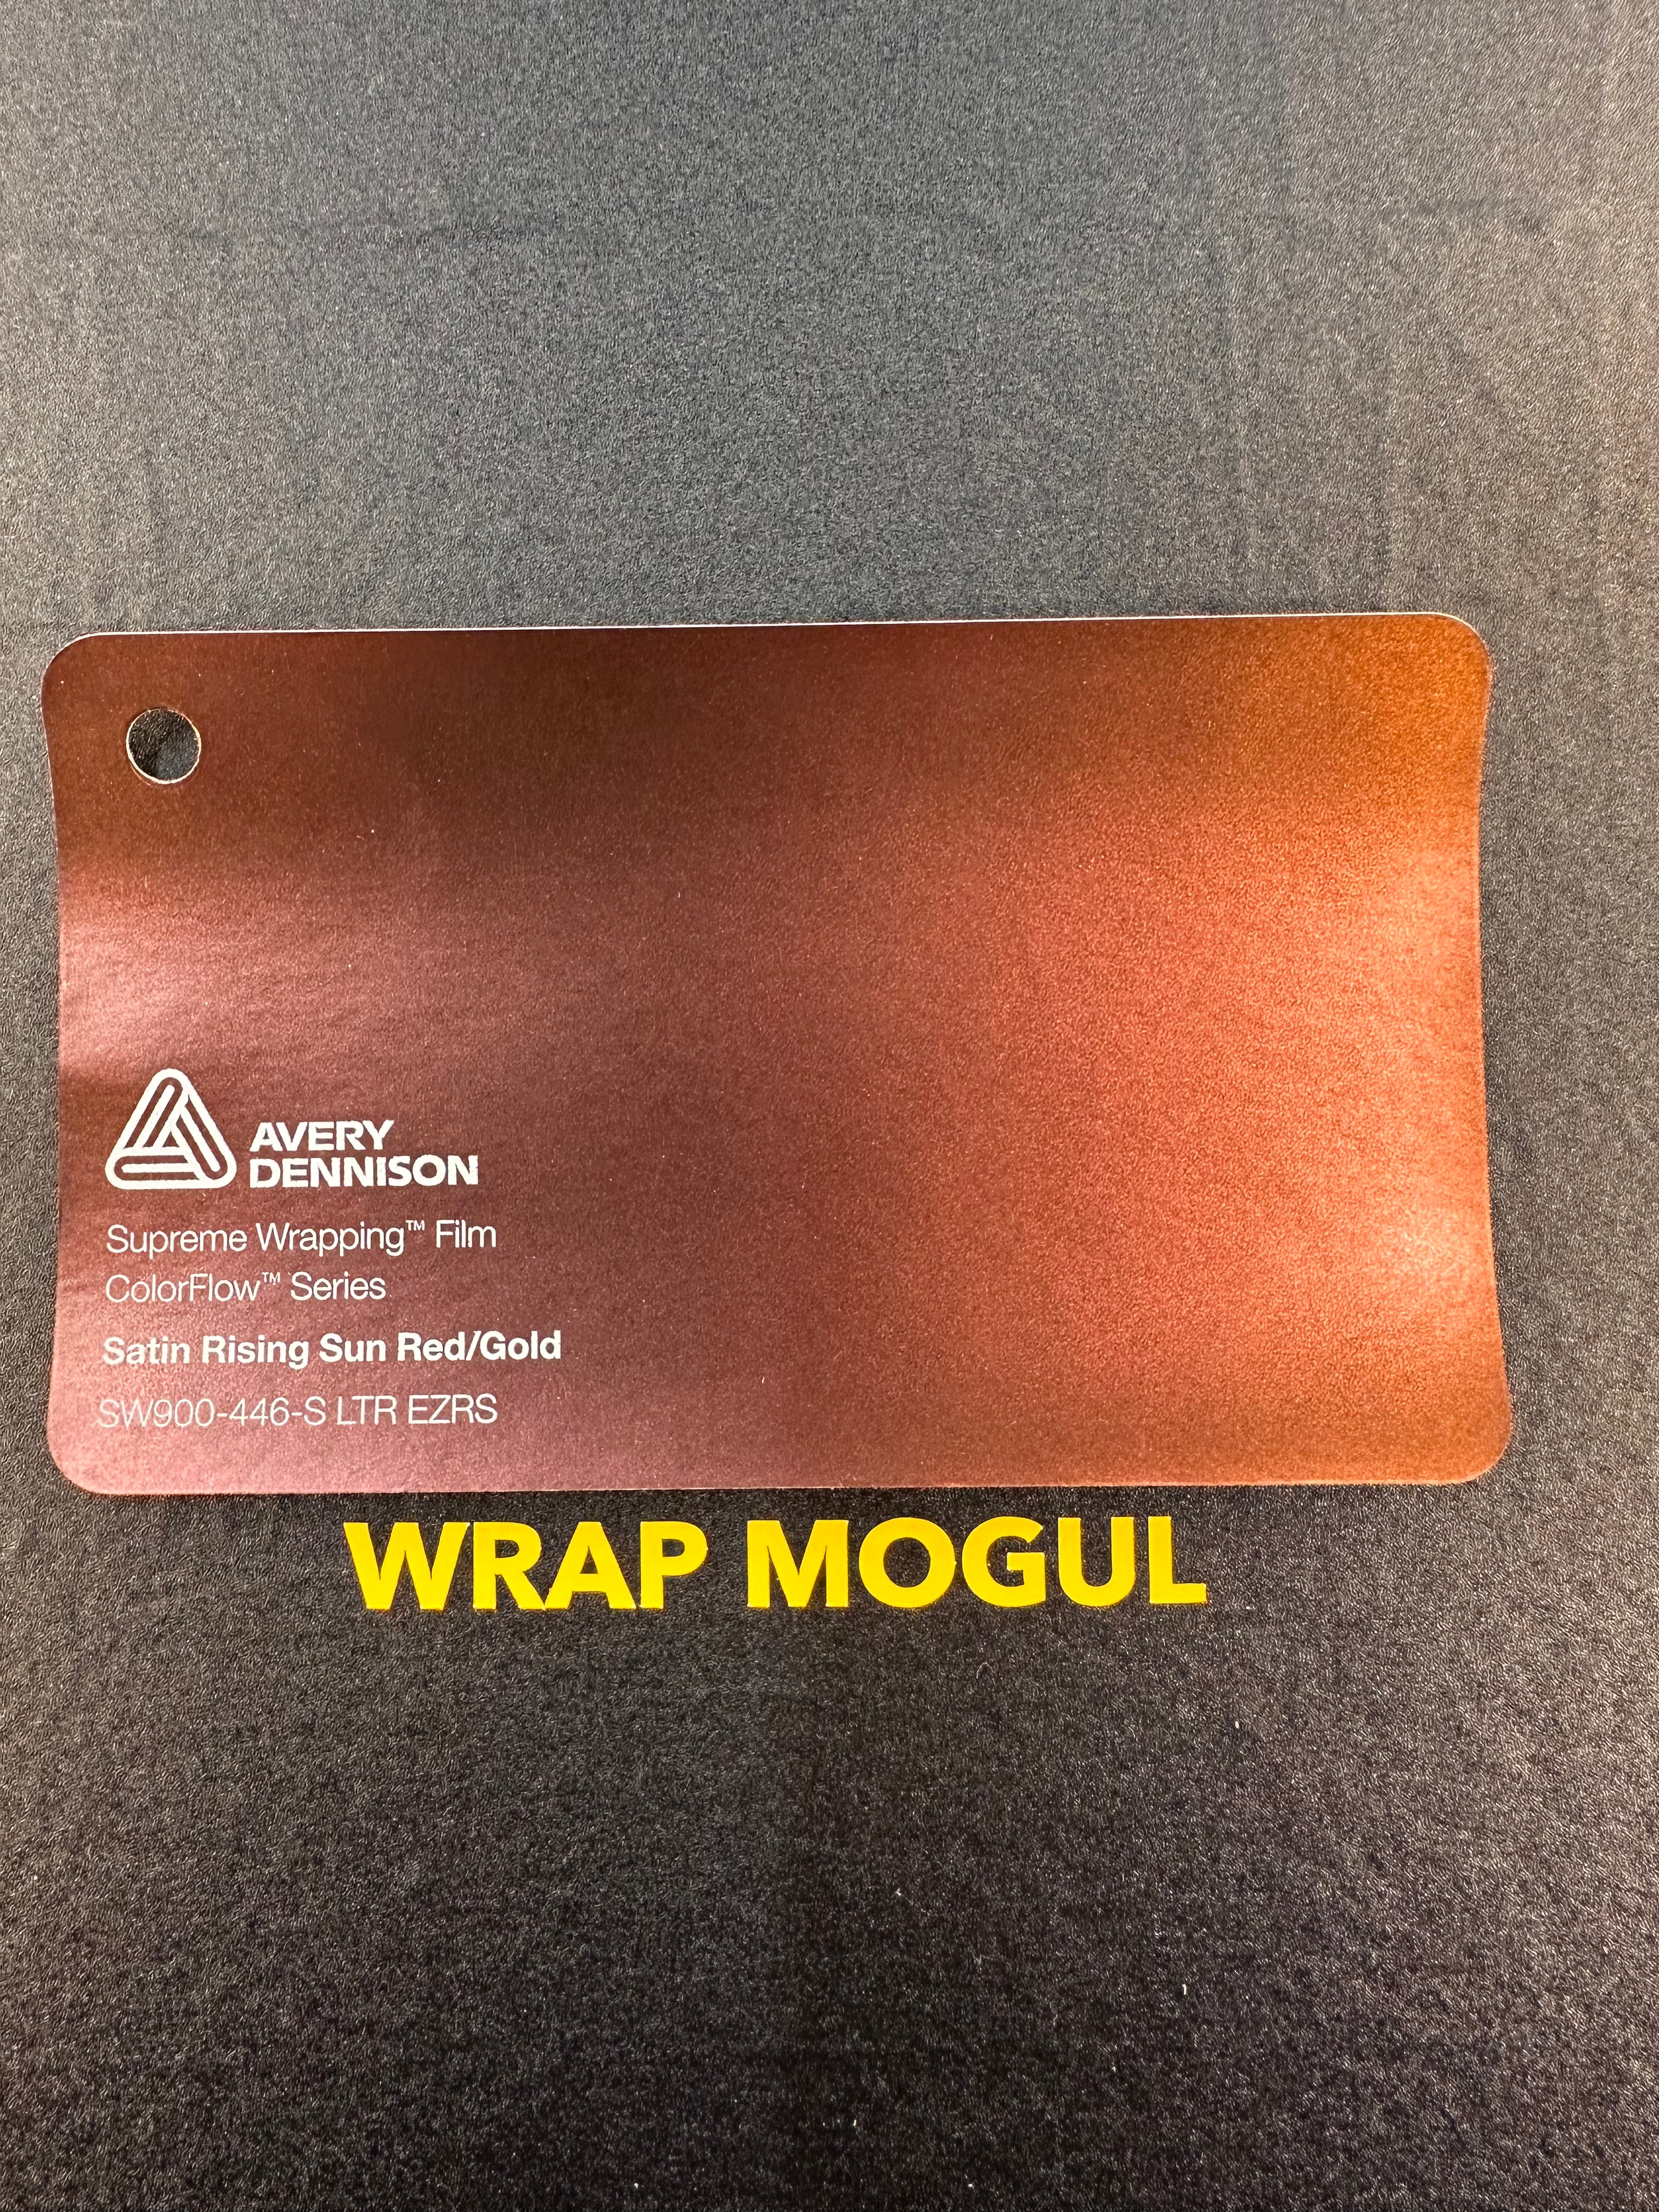 AVERY
DENNISON
Supreme Wrapping™ Film
ColorFlow™ Series
Satin Rising Sun Red/Gold
SW900-446-S LTR EZRS
WRAP MOGUL